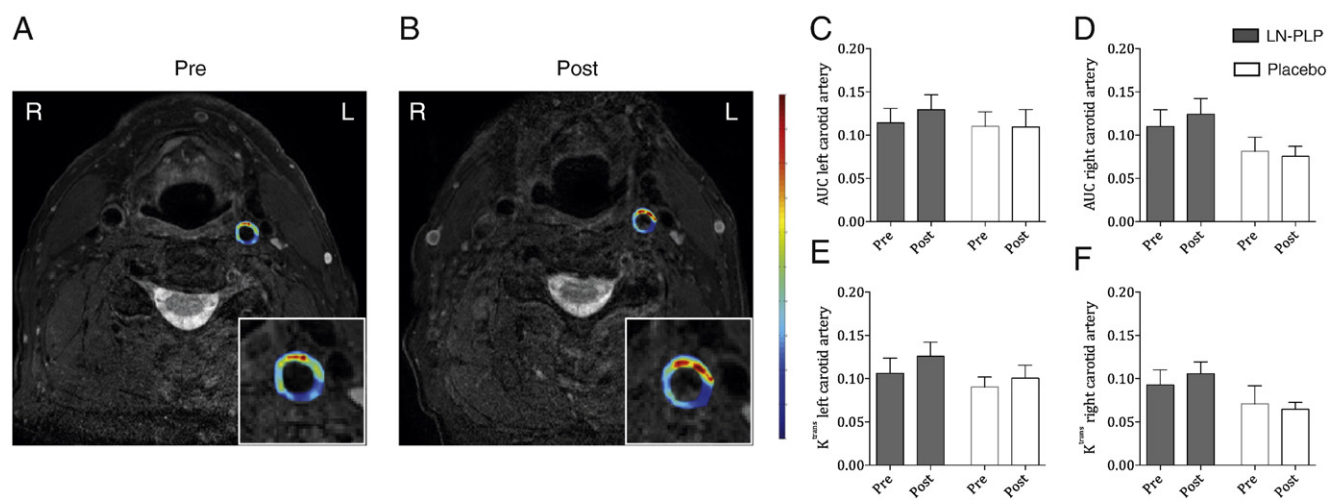 A
Pre
R L
B
Post
R L
C
AUC left carotid artery
0.20
0.15
0.10
0.05
0.00
Pre Post Pre Post
D
AUC right carotid artery
0.20
0.15
0.10
0.05
0.00
Pre Post Pre Post
LN-PLP
Placebo
E
K^trans left carotid artery
0.20
0.15
0.10
0.05
0.00
Pre Post Pre Post
F
K^trans right carotid artery
0.20
0.15
0.10
0.05
0.00
Pre Post Pre Post